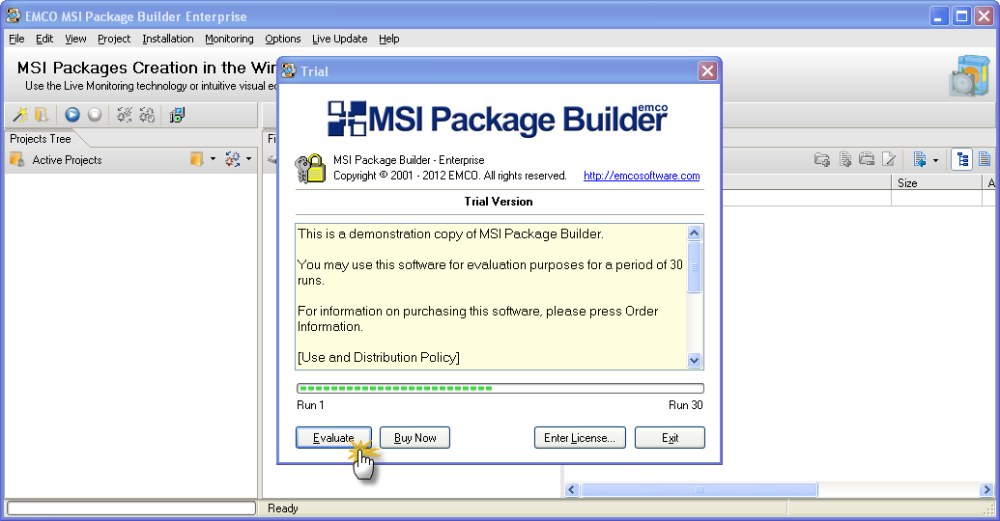 EMCO MSI Package Builder Enterprise
File Edit View Project Installation Monitoring Options Live Update Help
MSI Packages Creation in the Wi
Use the Live Monitoring technology or intuitive visual e
Projects Tree
Active Projects
Fi
Size
A
Trial
MSI Package Builder emco
MSI Package Builder - Enterprise
Copyright © 2001 - 2012 EMCO. All rights reserved. http://emcosoftware.com
Trial Version
This is a demonstration copy of MSI Package Builder.
You may use this software for evaluation purposes for a period of 30
runs.
For information on purchasing this software, please press Order
Information.
[Use and Distribution Policy]
Run 1 Run 30
Evaluate Buy Now Enter License... Exit
Ready